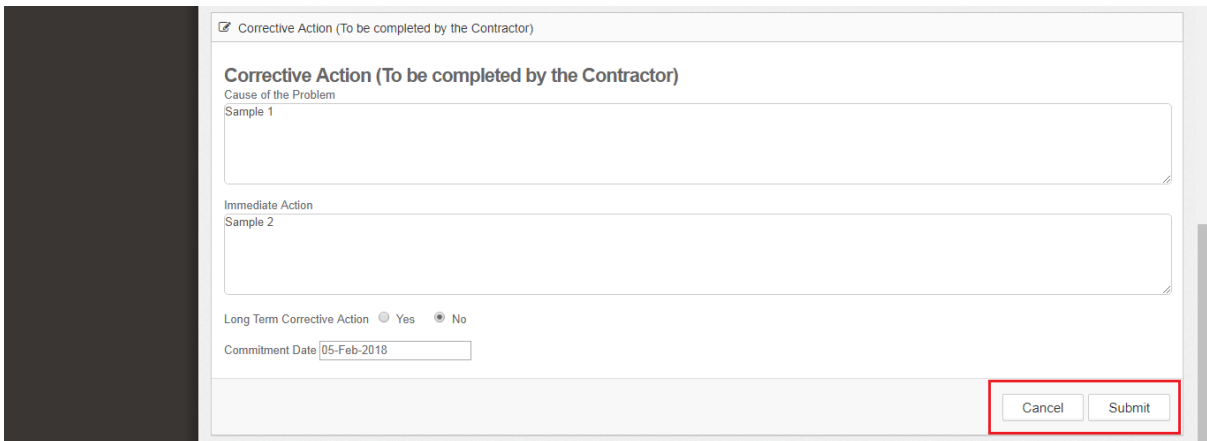 Corrective Action (To be completed by the Contractor)
Corrective Action (To be completed by the Contractor)
Cause of the Problem
Sample 1
Immediate Action
Sample 2
Long Term Corrective Action Yes No
Commitment Date 05-Feb-2018
Cancel Submit